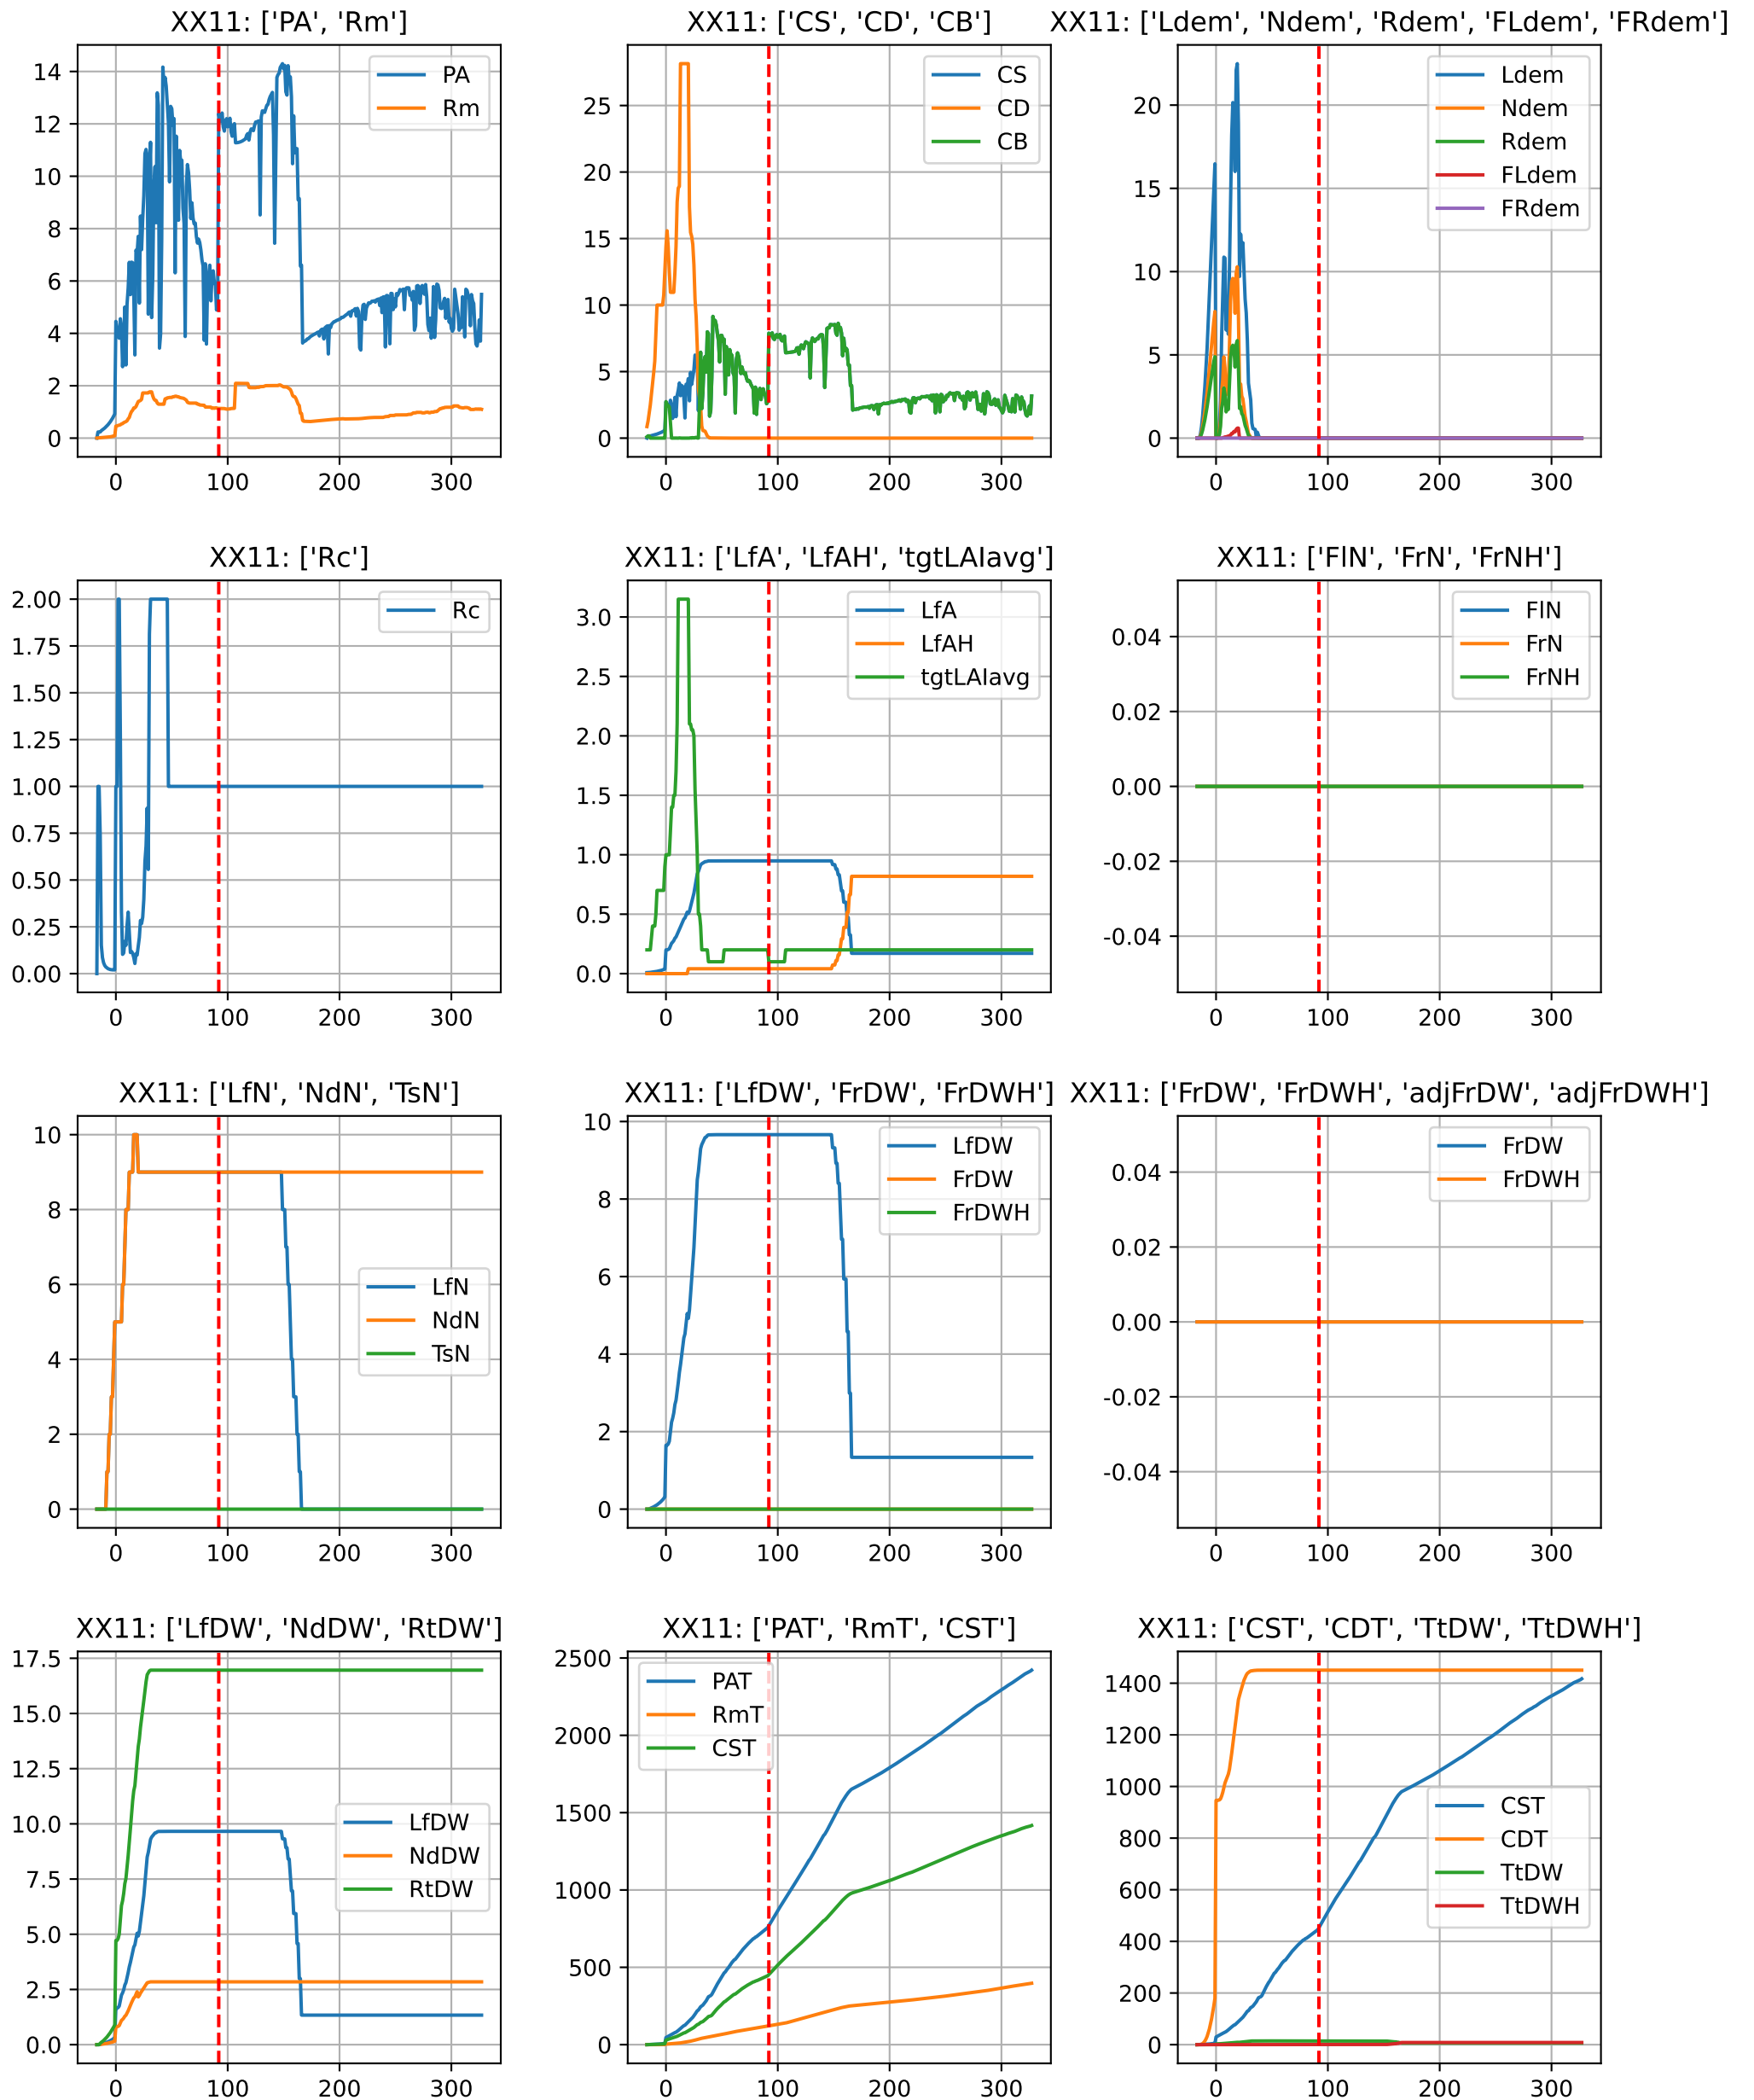 XX11: ['PA', 'Rm']
14
12
10
8
6
4
2
0
0 100 200 300
PA
Rm
XX11: ['CS', 'CD', 'CB']
25
20
15
10
5
0
0 100 200 300
CS
CD
CB
XX11: ['Ldem', 'Ndem', 'Rdem', 'FLdem', 'FRdem']
20
15
10
5
0
0 100 200 300
Ldem
Ndem
Rdem
FLdem
FRdem
XX11: ['Rc']
2.00
1.75
1.50
1.25
1.00
0.75
0.50
0.25
0.00
0 100 200 300
Rc
XX11: ['LfA', 'LfAH', 'tgtLAIavg']
3.0
2.5
2.0
1.5
1.0
0.5
0.0
0 100 200 300
LfA
LfAH
tgtLAIavg
XX11: ['FlN', 'FrN', 'FrNH']
0.04
0.02
0.00
-0.02
-0.04
0 100 200 300
FlN
FrN
FrNH
XX11: ['LfN', 'NdN', 'TsN']
10
8
6
4
2
0
0 100 200 300
LfN
NdN
TsN
XX11: ['LfDW', 'FrDW', 'FrDWH']
10
8
6
4
2
0
0 100 200 300
LfDW
FrDW
FrDWH
XX11: ['FrDW', 'FrDWH', 'adjFrDW', 'adjFrDWH']
0.04
0.02
0.00
-0.02
-0.04
0 100 200 300
FrDW
FrDWH
XX11: ['LfDW', 'NdDW', 'RtDW']
17.5
15.0
12.5
10.0
7.5
5.0
2.5
0.0
0 100 200 300
LfDW
NdDW
RtDW
XX11: ['PAT', 'RmT', 'CST']
2500
2000
1500
1000
500
0
0 100 200 300
PAT
RmT
CST
XX11: ['CST', 'CDT', 'TtDW', 'TtDWH']
1400
1200
1000
800
600
400
200
0
0 100 200 300
CST
CDT
TtDW
TtDWH